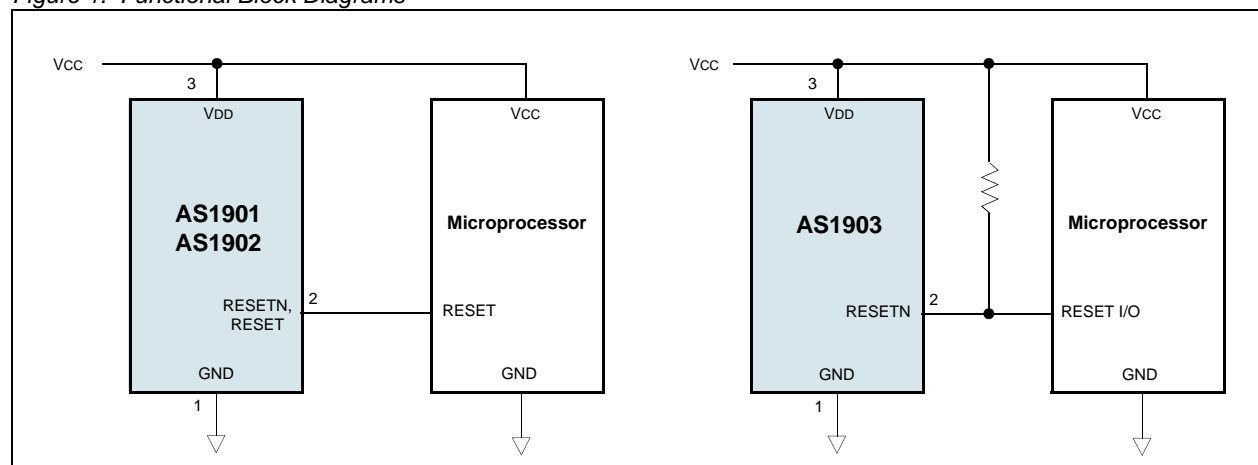 Figure 1. Functional Block Diagrams
Vcc
3
VDD
Vcc
AS1901
AS1902
Microprocessor
RESETN,
RESET
2
RESET
GND
GND
1
Vcc
3
VDD
Vcc
AS1903
Microprocessor
RESETN
2
RESET I/O
GND
GND
1